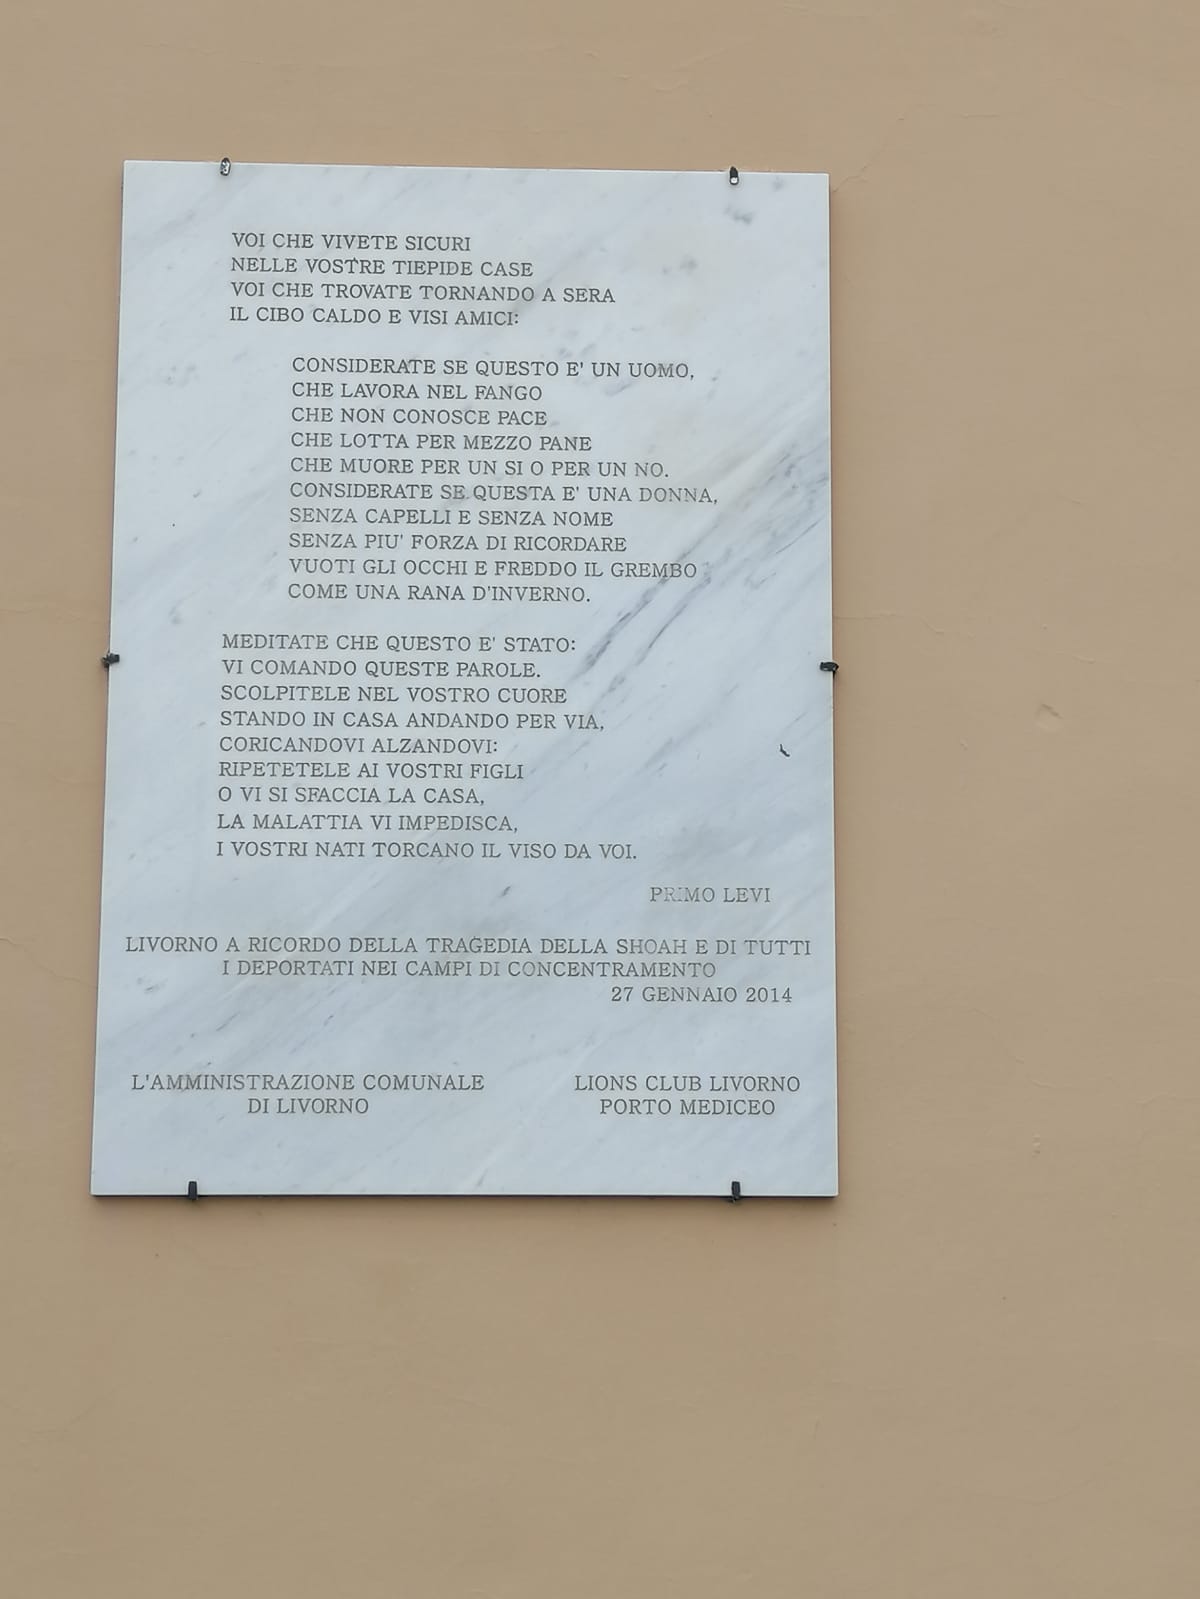 VOI CHE VIVETE SICURI
NELLE VOSTRE TIEPIDE CASE
VOI CHE TROVATE TORNANDO A SERA
IL CIBO CALDO E VISI AMICI:
CONSIDERATE SE QUESTO E' UN UOMO,
CHE LAVORA NEL FANGO
CHE NON CONOSCE PACE
CHE LOTTA PER MEZZO PANE
CHE MUORE PER UN SI O PER UN NO.
CONSIDERATE SE QUESTA E' UNA DONNA,
SENZA CAPELLI E SENZA NOME
SENZA PIU' FORZA DI RICORDARE
VUOTI GLI OCCHI E FREDDO IL GREMBO
COME UNA RANA D'INVERNO.
MEDITATE CHE QUESTO E' STATO:
VI COMANDO QUESTE PAROLE.
SCOLPITELE NEL VOSTRO CUORE
STANDO IN CASA ANDANDO PER VIA,
CORICANDOVI ALZANDOVI:
RIPETETELE AI VOSTRI FIGLI
O VI SI SFACCIA LA CASA,
LA MALATTIA VI IMPEDISCA,
I VOSTRI NATI TORCANO IL VISO DA VOI.
PRIMO LEVI
LIVORNO A RICORDO DELLA TRAGEDIA DELLA SHOAH E DI TUTTI
I DEPORTATI NEI CAMPI DI CONCENTRAMENTO
27 GENNAIO 2014
L'AMMINISTRAZIONE COMUNALE
DI LIVORNO
LIONS CLUB LIVORNO
PORTO MEDICEO